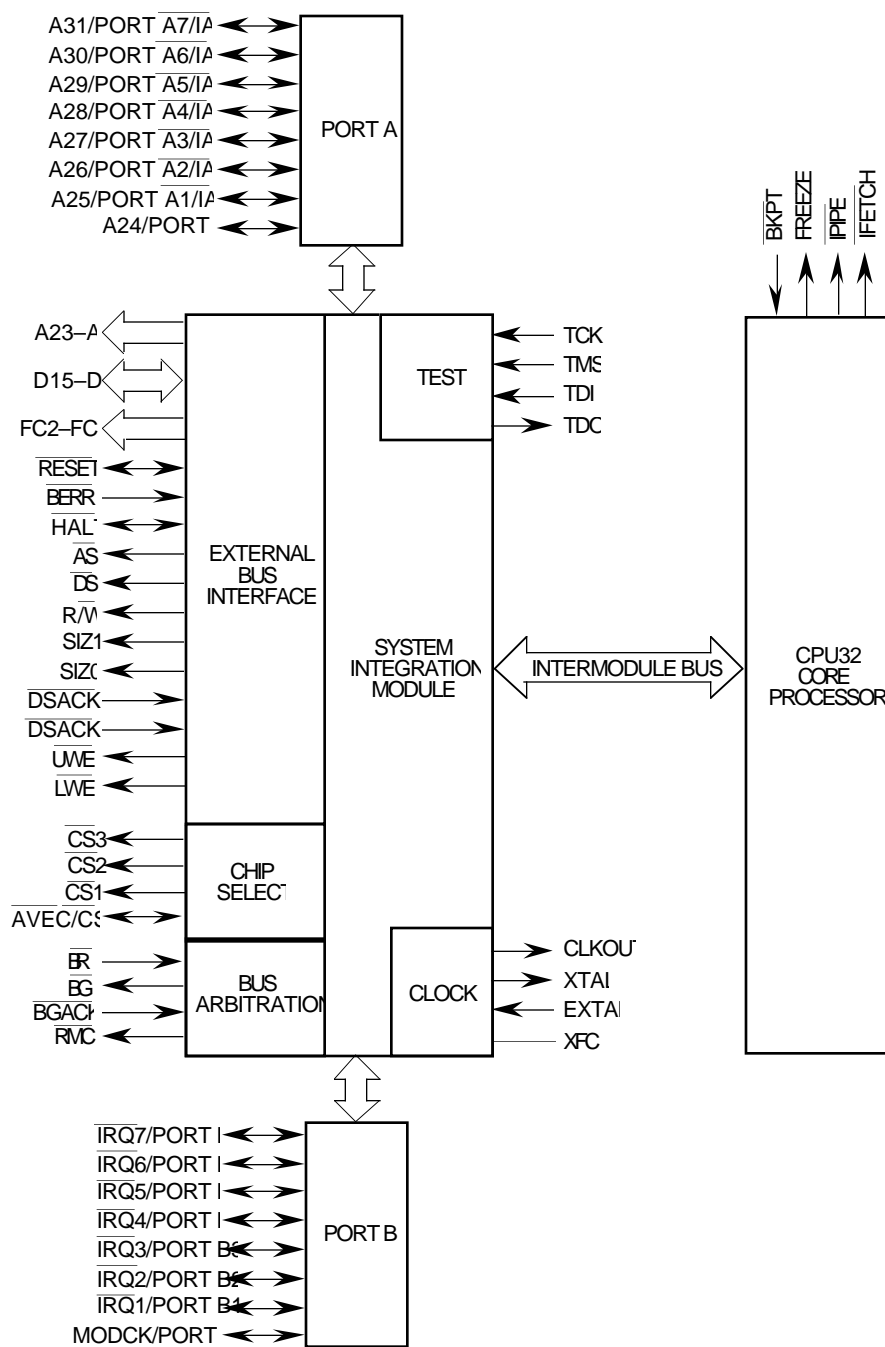 A31/PORT A7/IA
A30/PORT A6/IA
A29/PORT A5/IA
A28/PORT A4/IA
A27/PORT A3/IA
A26/PORT A2/IA
A25/PORT A1/IA
A24/PORT
PORT A
BKPT
FREEZE
IPIPE
IFETCH
A23–A
D15–D
FC2–FC
RESET
BERR
HALT
AS
DS
R/W
SIZ1
SIZ0
DSACK
DSACK
UWE
LWE
EXTERNAL
BUS
INTERFACE
TEST
TCK
TMS
TDI
TDO
SYSTEM
INTEGRATION
MODULE
INTERMODULE BUS
CPU32
CORE
PROCESSOR
CS3
CS2
CS1
AVEC/CS
CHIP
SELECT
BR
BG
BGACK
RMC
BUS
ARBITRATION
CLOCK
CLKOUT
XTAL
EXTAL
XFC
IRQ7/PORT
IRQ6/PORT
IRQ5/PORT
IRQ4/PORT
IRQ3/PORT B3
IRQ2/PORT B2
IRQ1/PORT B1
MODCK/PORT
PORT B